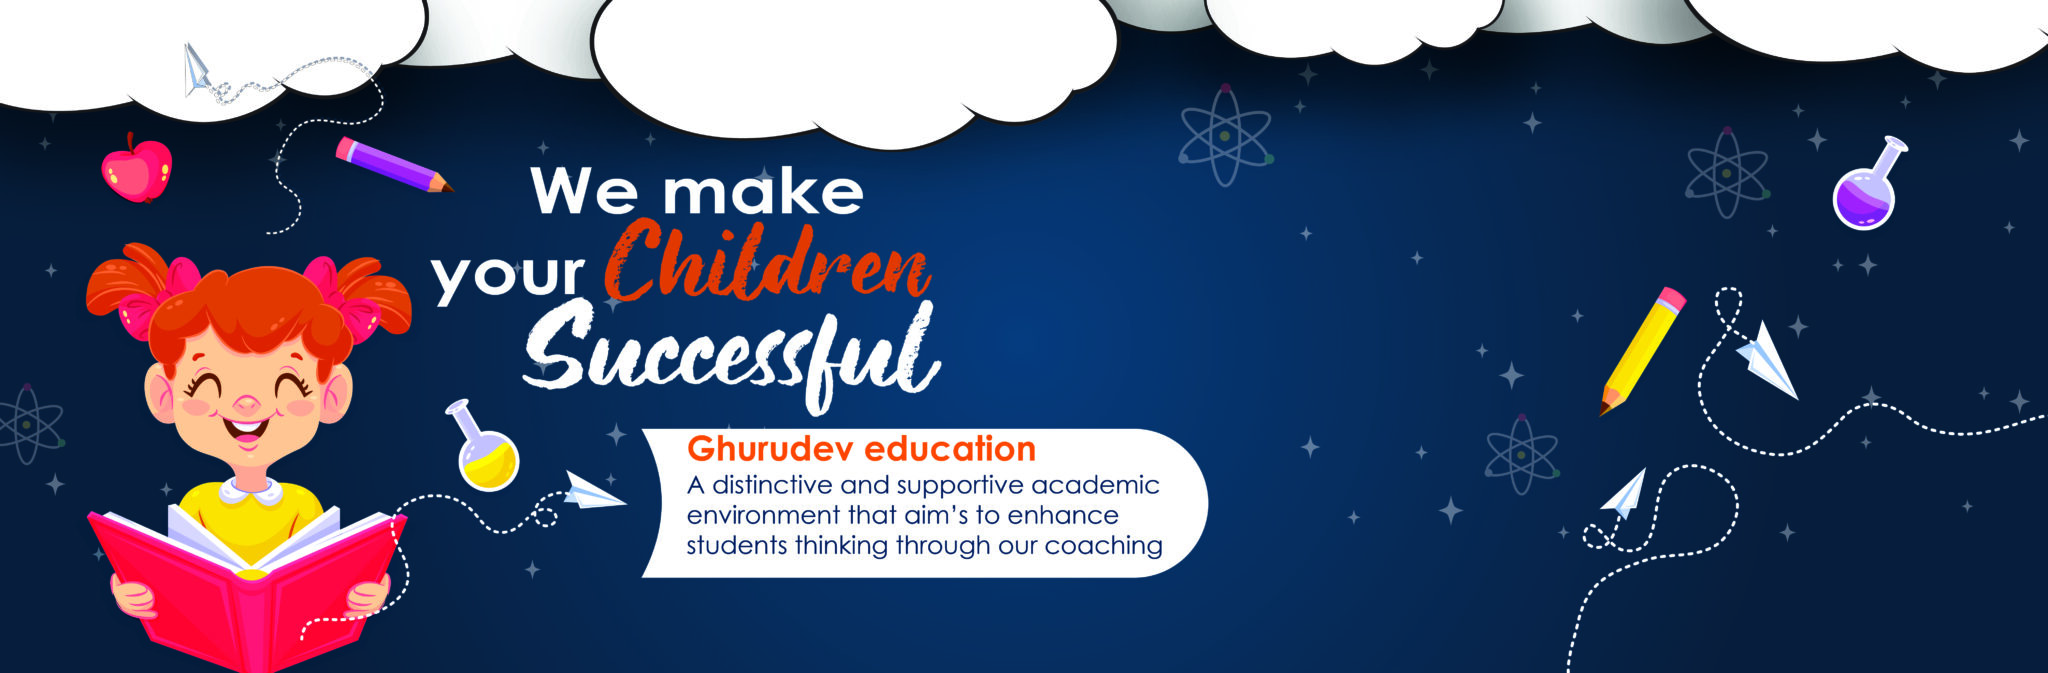 We make
your Children
Successful
Ghurudev education
A distinctive and supportive academic
environment that aim's to enhance
students thinking through our coaching